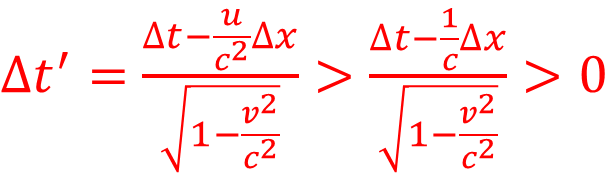 Δt′ = (Δt − (u/c²)Δx) / √(1 − v²/c²) > (Δt − (1/c)Δx) / √(1 − v²/c²) > 0